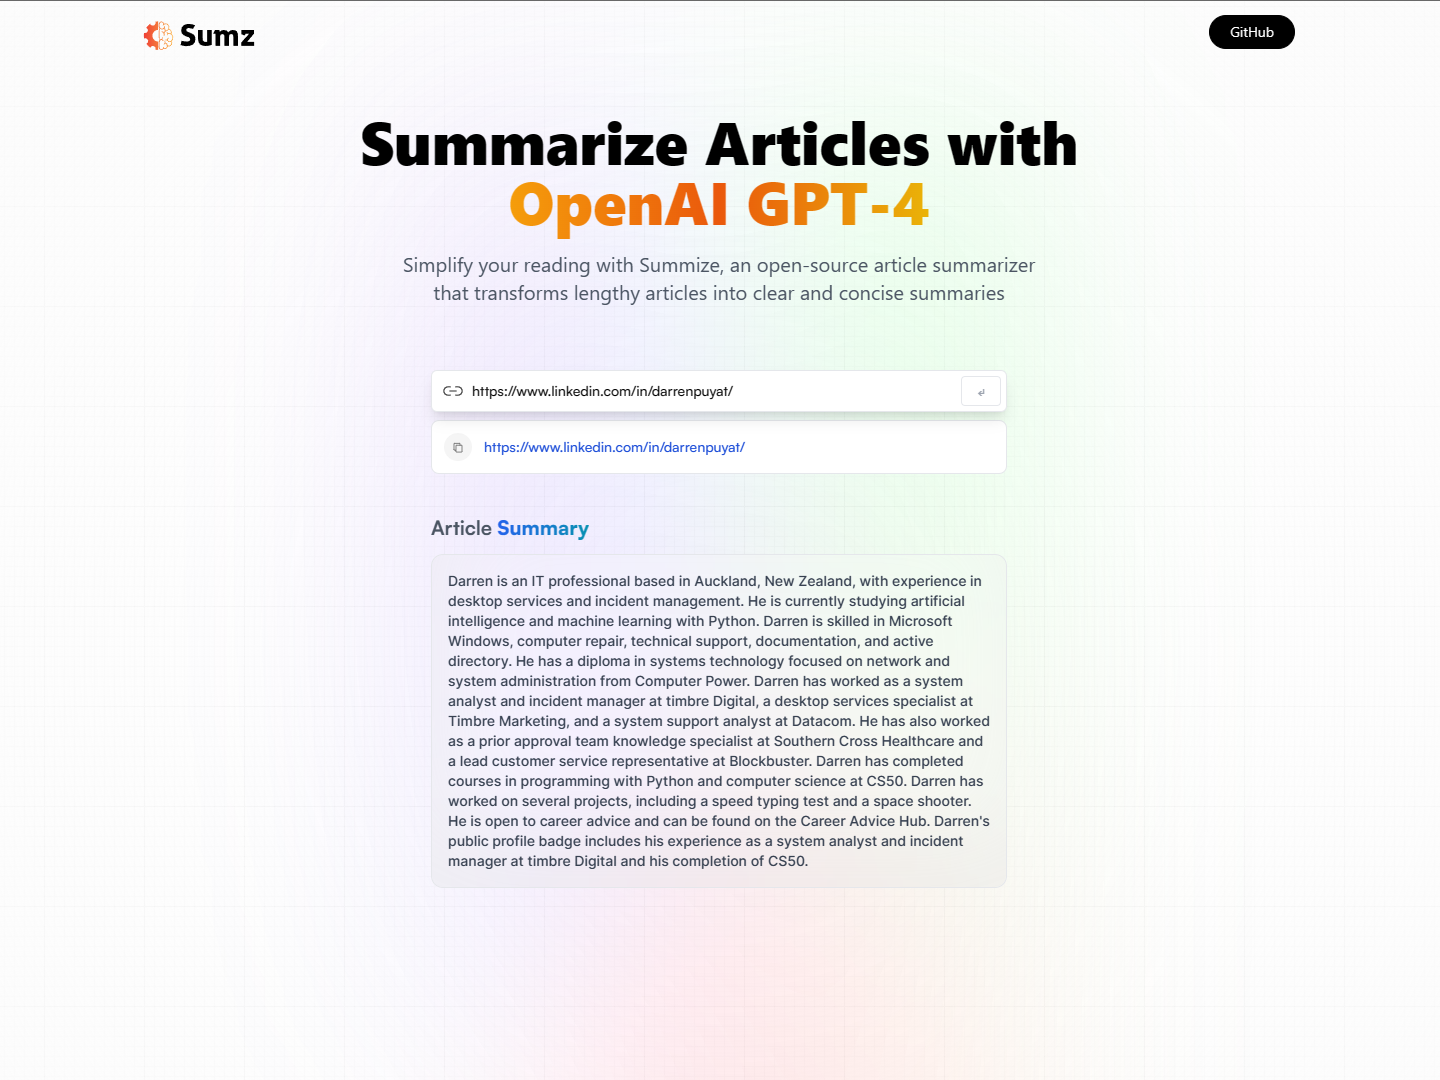 Sumz
GitHub
Summarize Articles with
OpenAI GPT-4
Simplify your reading with Summize, an open-source article summarizer
that transforms lengthy articles into clear and concise summaries
https://www.linkedin.com/in/darrenpuyat/
https://www.linkedin.com/in/darrenpuyat/
Article Summary
Darren is an IT professional based in Auckland, New Zealand, with experience in
desktop services and incident management. He is currently studying artificial
intelligence and machine learning with Python. Darren is skilled in Microsoft
Windows, computer repair, technical support, documentation, and active
directory. He has a diploma in systems technology focused on network and
system administration from Computer Power. Darren has worked as a system
analyst and incident manager at timbre Digital, a desktop services specialist at
Timbre Marketing, and a system support analyst at Datacom. He has also worked
as a prior approval team knowledge specialist at Southern Cross Healthcare and
a lead customer service representative at Blockbuster. Darren has completed
courses in programming with Python and computer science at CS50. Darren has
worked on several projects, including a speed typing test and a space shooter.
He is open to career advice and can be found on the Career Advice Hub. Darren's
public profile badge includes his experience as a system analyst and incident
manager at timbre Digital and his completion of CS50.